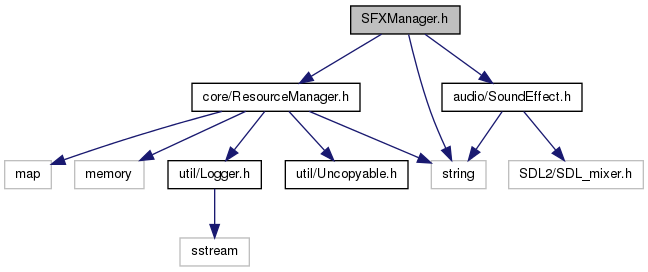 SFXManager.h
core/ResourceManager.h
audio/SoundEffect.h
map
memory
util/Logger.h
util/Uncopyable.h
string
SDL2/SDL_mixer.h
sstream